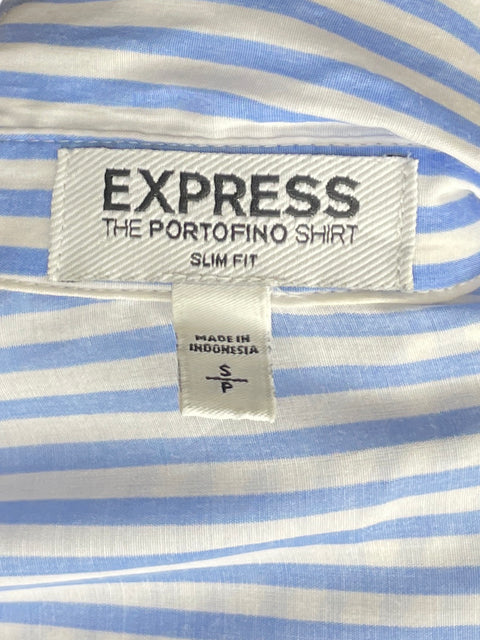 EXPRESS
THE PORTOFINO SHIRT
SLIM FIT
MADE IN
INDONESIA
S
P